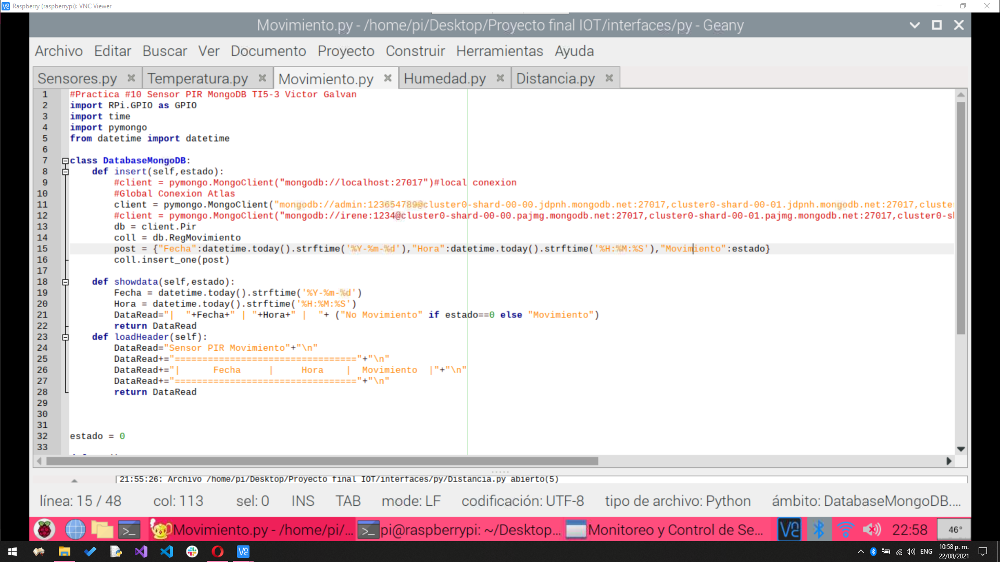 Raspberry (raspberrypi): VNC Viewer
Movimiento.py - /home/pi/Desktop/Proyecto final IOT/interfaces/py - Geany
Archivo Editar Buscar Ver Documento Proyecto Construir Herramientas Ayuda
Sensores.py Temperatura.py Movimiento.py Humedad.py Distancia.py
1 #Practica #10 Sensor PIR MongoDB TI5-3 Victor Galvan
2 import RPi.GPIO as GPIO
3 import time
4 import pymongo
5 from datetime import datetime
6
7 class DatabaseMongoDB:
8     def insert(self,estado):
9         #client = pymongo.MongoClient("mongodb://localhost:27017")#local conexion
10         #Global Conexion Atlas
11         client = pymongo.MongoClient("mongodb://admin:123654789@cluster0-shard-00-00.jdpnh.mongodb.net:27017,cluster0-shard-00-01.jdpnh.mongodb.net:27017,cluste
12         #client = pymongo.MongoClient("mongodb://irene:1234@cluster0-shard-00-00.pajmg.mongodb.net:27017,cluster0-shard-00-01.pajmg.mongodb.net:27017,cluster0-s
13         db = client.Pir
14         coll = db.RegMovimiento
15         post = {"Fecha":datetime.today().strftime('%Y-%m-%d'),"Hora":datetime.today().strftime('%H:%M:%S'),"Movimiento":estado}
16         coll.insert_one(post)
17
18     def showdata(self,estado):
19         Fecha = datetime.today().strftime('%Y-%m-%d')
20         Hora = datetime.today().strftime('%H:%M:%S')
21         DataRead="|  "+Fecha+" | "+Hora+" |  "+ ("No Movimiento" if estado==0 else "Movimiento")
22         return DataRead
23     def loadHeader(self):
24         DataRead="Sensor PIR Movimiento"+"\n"
25         DataRead+="================================="+"\n"
26         DataRead+="|      Fecha     |     Hora    |  Movimiento  |"+"\n"
27         DataRead+="================================="+"\n"
28         return DataRead
29
30
31
32 estado = 0
33
21:55:26: Archivo /home/pi/Desktop/Proyecto final IOT/interfaces/py/Distancia.py abierto(5)
línea: 15 / 48 col: 113 sel: 0 INS TAB mode: LF codificación: UTF-8 tipo de archivo: Python ámbito: DatabaseMongoDB....
Movimiento.py - /home/pi/... pi@raspberrypi: ~/Desktop... Monitoreo y Control de Se... 22:58 46°
ENG 10:58 p. m.
22/08/2021